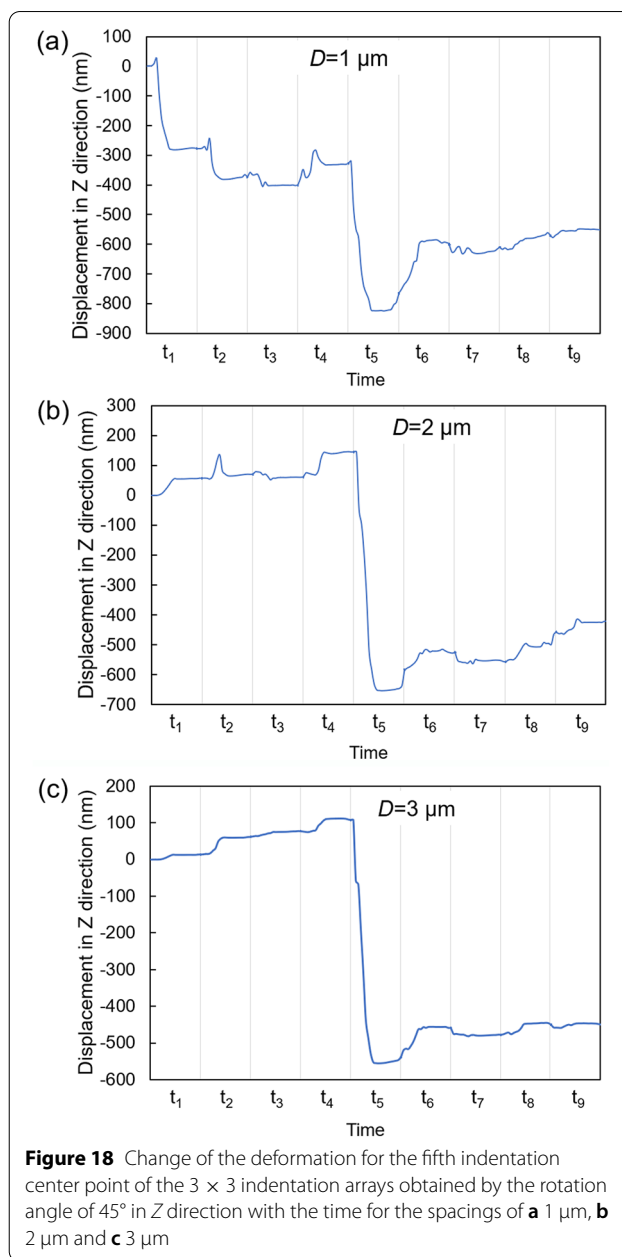 (a)
D=1 μm
Displacement in Z direction (nm)
100
0
-100
-200
-300
-400
-500
-600
-700
-800
-900
t₁ t₂ t₃ t₄ t₅ t₆ t₇ t₈ t₉
Time
(b)
D=2 μm
Displacement in Z direction (nm)
300
200
100
0
-100
-200
-300
-400
-500
-600
-700
t₁ t₂ t₃ t₄ t₅ t₆ t₇ t₈ t₉
Time
(c)
D=3 μm
Displacement in Z direction (nm)
200
100
0
-100
-200
-300
-400
-500
-600
t₁ t₂ t₃ t₄ t₅ t₆ t₇ t₈ t₉
Time
Figure 18 Change of the deformation for the fifth indentation
center point of the 3 × 3 indentation arrays obtained by the rotation
angle of 45° in Z direction with the time for the spacings of a 1 μm, b
2 μm and c 3 μm